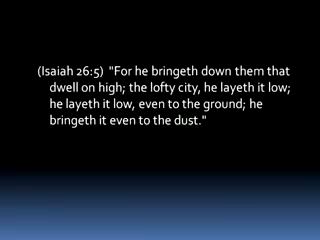 (Isaiah 26:5)  "For he bringeth down them that
dwell on high; the lofty city, he layeth it low;
he layeth it low, even to the ground; he
bringeth it even to the dust."